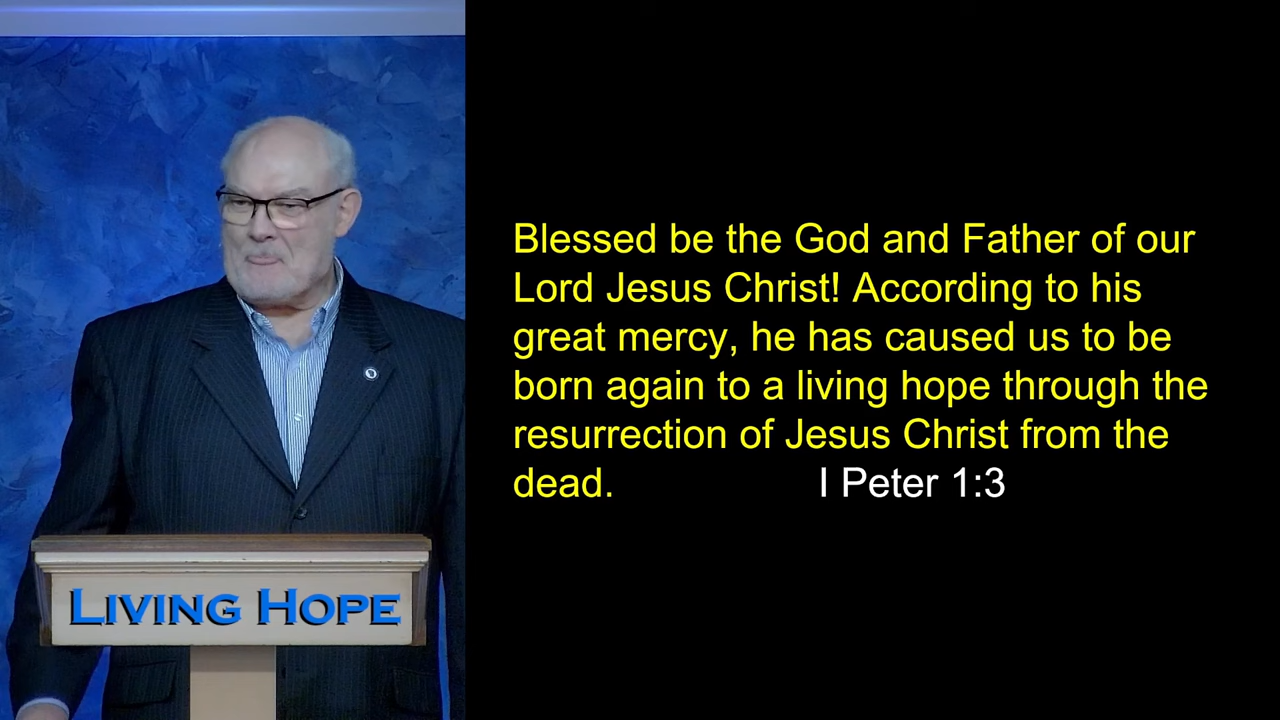 Blessed be the God and Father of our
Lord Jesus Christ! According to his
great mercy, he has caused us to be
born again to a living hope through the
resurrection of Jesus Christ from the
dead. I Peter 1:3
LIVING HOPE